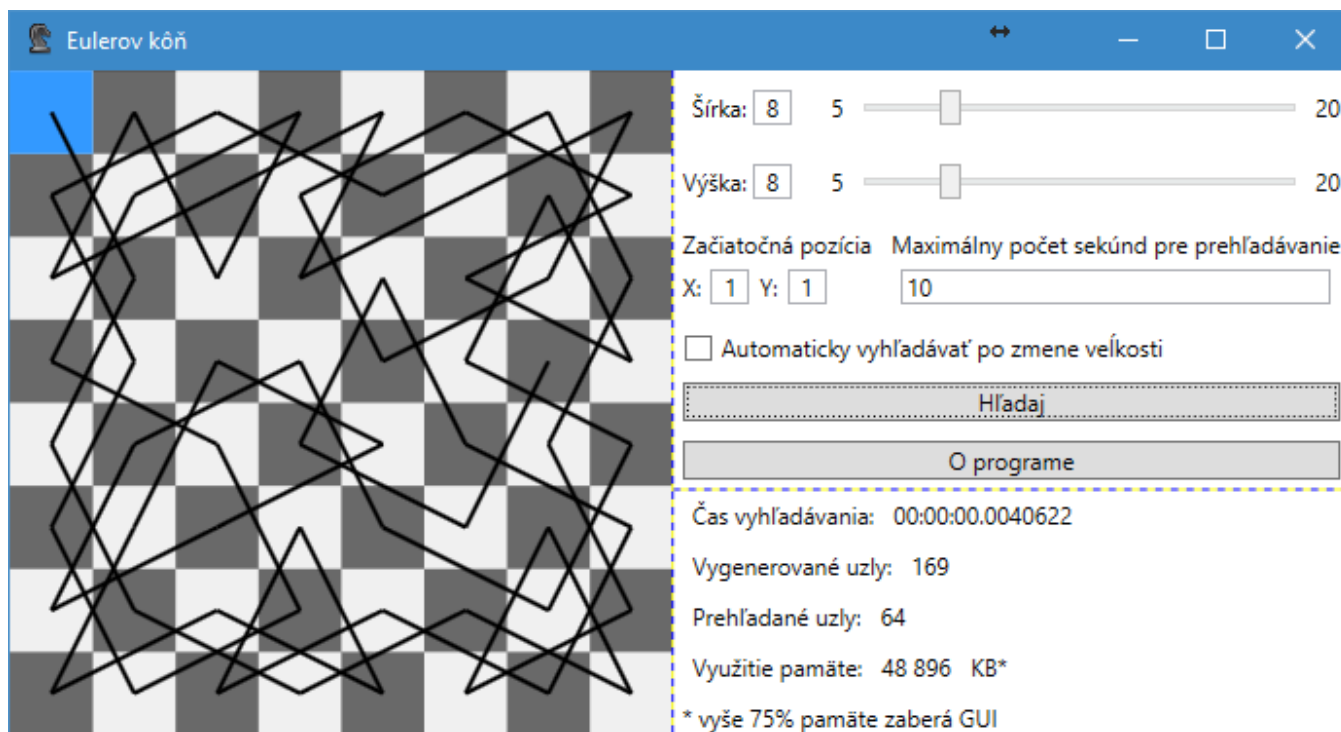 Eulerov kôň
Šírka: 8 5 20
Výška: 8 5 20
Začiatočná pozícia Maximálny počet sekúnd pre prehľadávanie
X: 1 Y: 1 10
Automaticky vyhľadávať po zmene veĺkosti
Hľadaj
O programe
Čas vyhľadávania: 00:00:00.0040622
Vygenerované uzly: 169
Prehľadané uzly: 64
Využitie pamäte: 48 896 KB*
* vyše 75% pamäte zaberá GUI